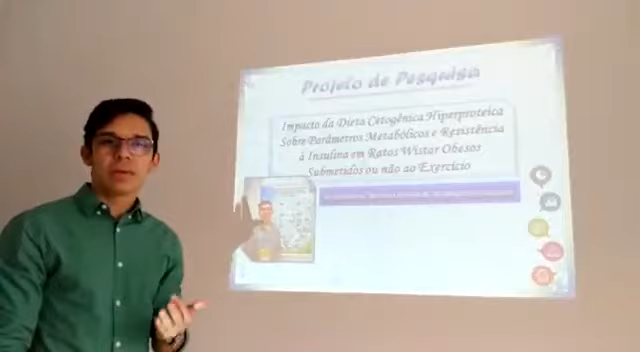 Projeto de Pesquisa
Impacto da Dieta Cetogênica Hiperproteica
Sobre Parâmetros Metabólicos e Resistência
à Insulina em Ratos Wistar Obesos
Submetidos ou não ao Exercício